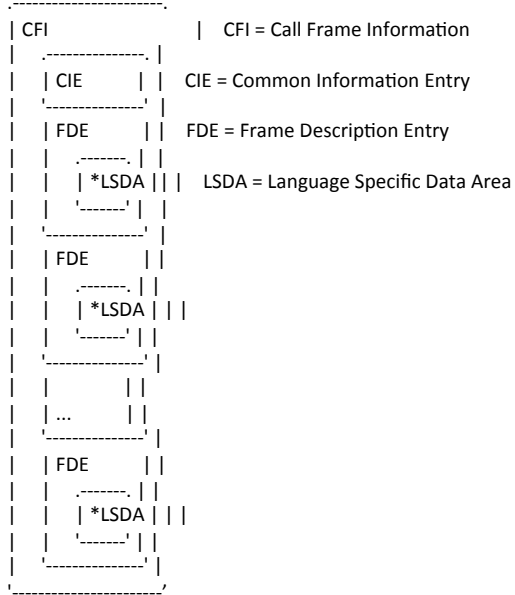 .-----------------------.
| CFI | CFI = Call Frame Information
| .---------------. |
| | CIE | | CIE = Common Information Entry
| '---------------' |
| | FDE | | FDE = Frame Description Entry
| | .-------. | |
| | | *LSDA | | | LSDA = Language Specific Data Area
| | '-------' | |
| '---------------' |
| | FDE | |
| | .-------. | |
| | | *LSDA | | |
| | '-------' | |
| '---------------' |
| | | |
| | ... | |
| '---------------' |
| | FDE | |
| | .-------. | |
| | | *LSDA | | |
| | '-------' | |
| '---------------' |
'-----------------------’